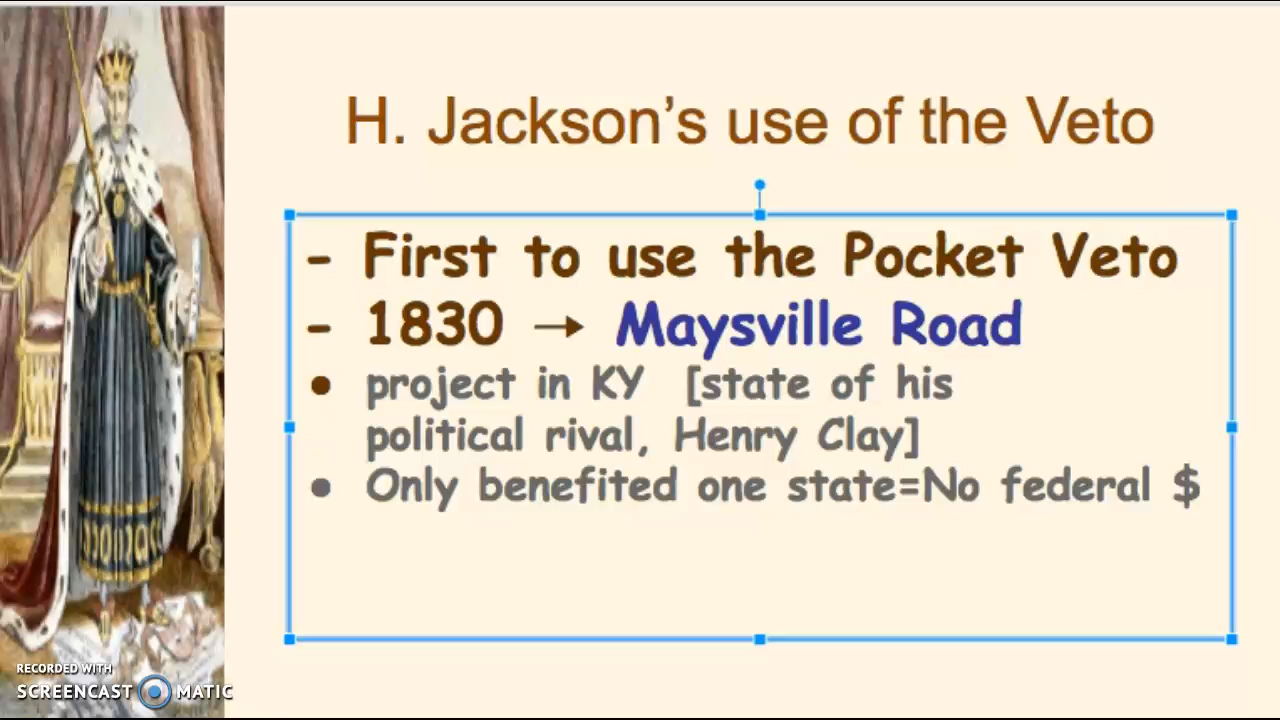 H. Jackson's use of the Veto
- First to use the Pocket Veto
- 1830 → Maysville Road
● project in KY [state of his
political rival, Henry Clay]
● Only benefited one state=No federal $
RECORDED WITH
SCREENCAST MATIC